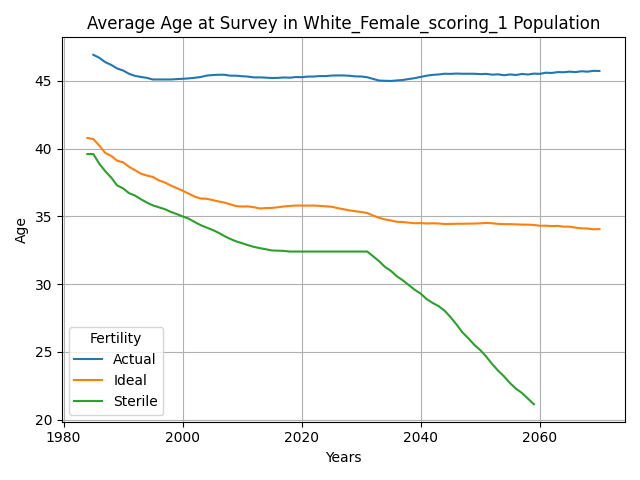 Average Age at Survey in White_Female_scoring_1 Population
Age
45
40
35
30
25
20
Fertility
Actual
Ideal
Sterile
1980
2000
2020
2040
2060
Years